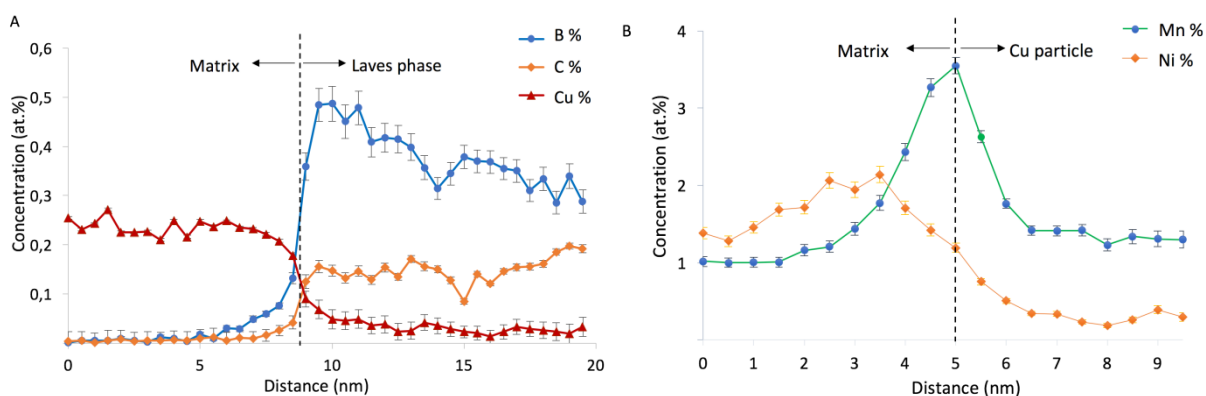 A
0,6
0,5
0,4
0,3
0,2
0,1
0
5
10
15
20
Concentration (at.%)
Distance (nm)
Matrix
Laves phase
B %
C %
Cu %
B
4
3
2
1
0
1
2
3
4
5
6
7
8
9
Concentration (at.%)
Distance (nm)
Matrix
Cu particle
Mn %
Ni %